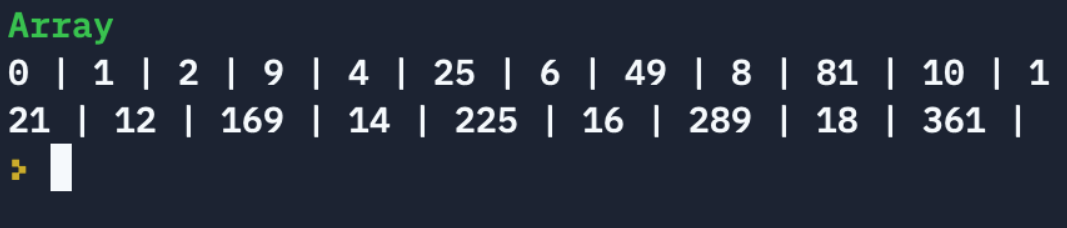 Array
0 | 1 | 2 | 9 | 4 | 25 | 6 | 49 | 8 | 81 | 10 | 1
21 | 12 | 169 | 14 | 225 | 16 | 289 | 18 | 361 |
>